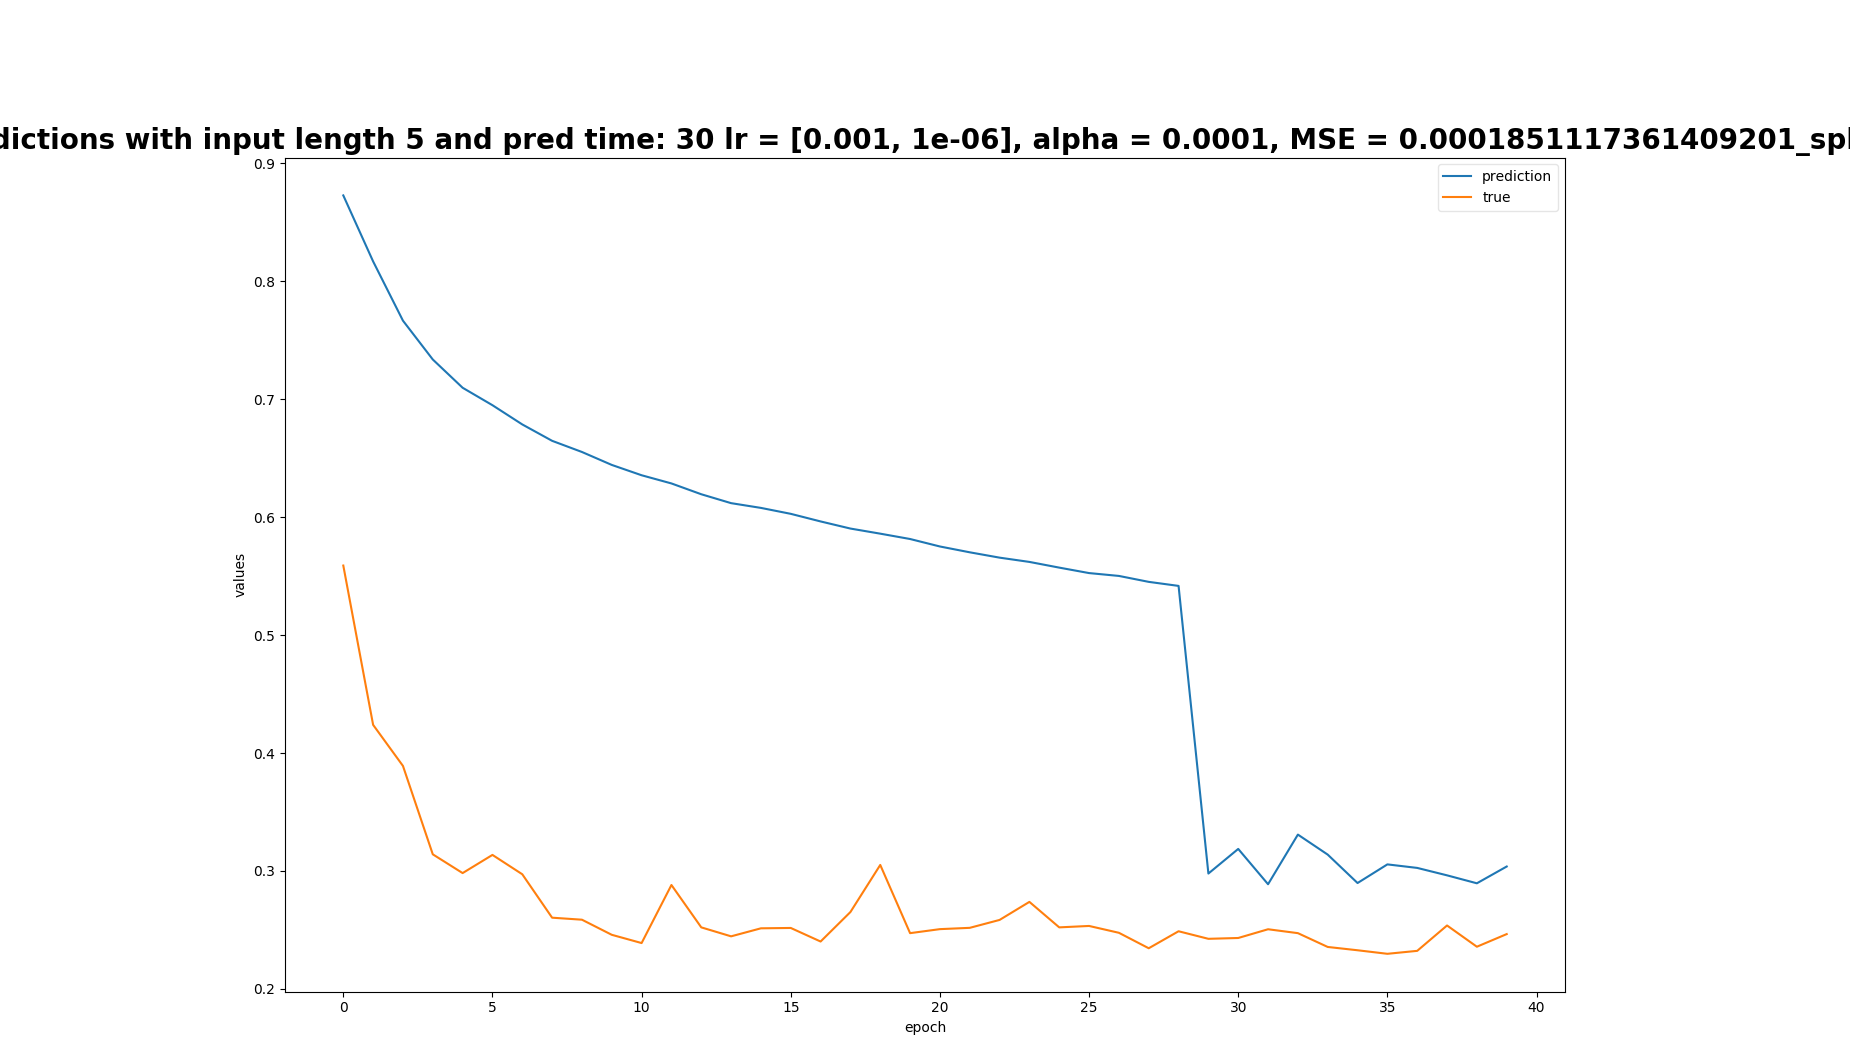 dictions with input length 5 and pred time: 30 lr = [0.001, 1e-06], alpha = 0.0001, MSE = 0.0001851117361409201_spl
prediction
true
0.9
0.8
0.7
0.6
0.5
0.4
0.3
0.2
values
0 5 10 15 20 25 30 35 40
epoch